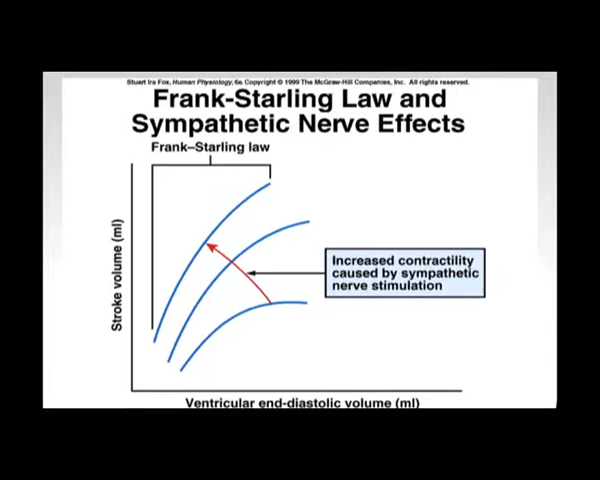 Stuart Ira Fox, Human Physiology, 6e. Copyright © 1999 The McGraw-Hill Companies, Inc. All rights reserved.
Frank-Starling Law and
Sympathetic Nerve Effects
Frank–Starling law
Stroke volume (ml)
Increased contractility
caused by sympathetic
nerve stimulation
Ventricular end-diastolic volume (ml)